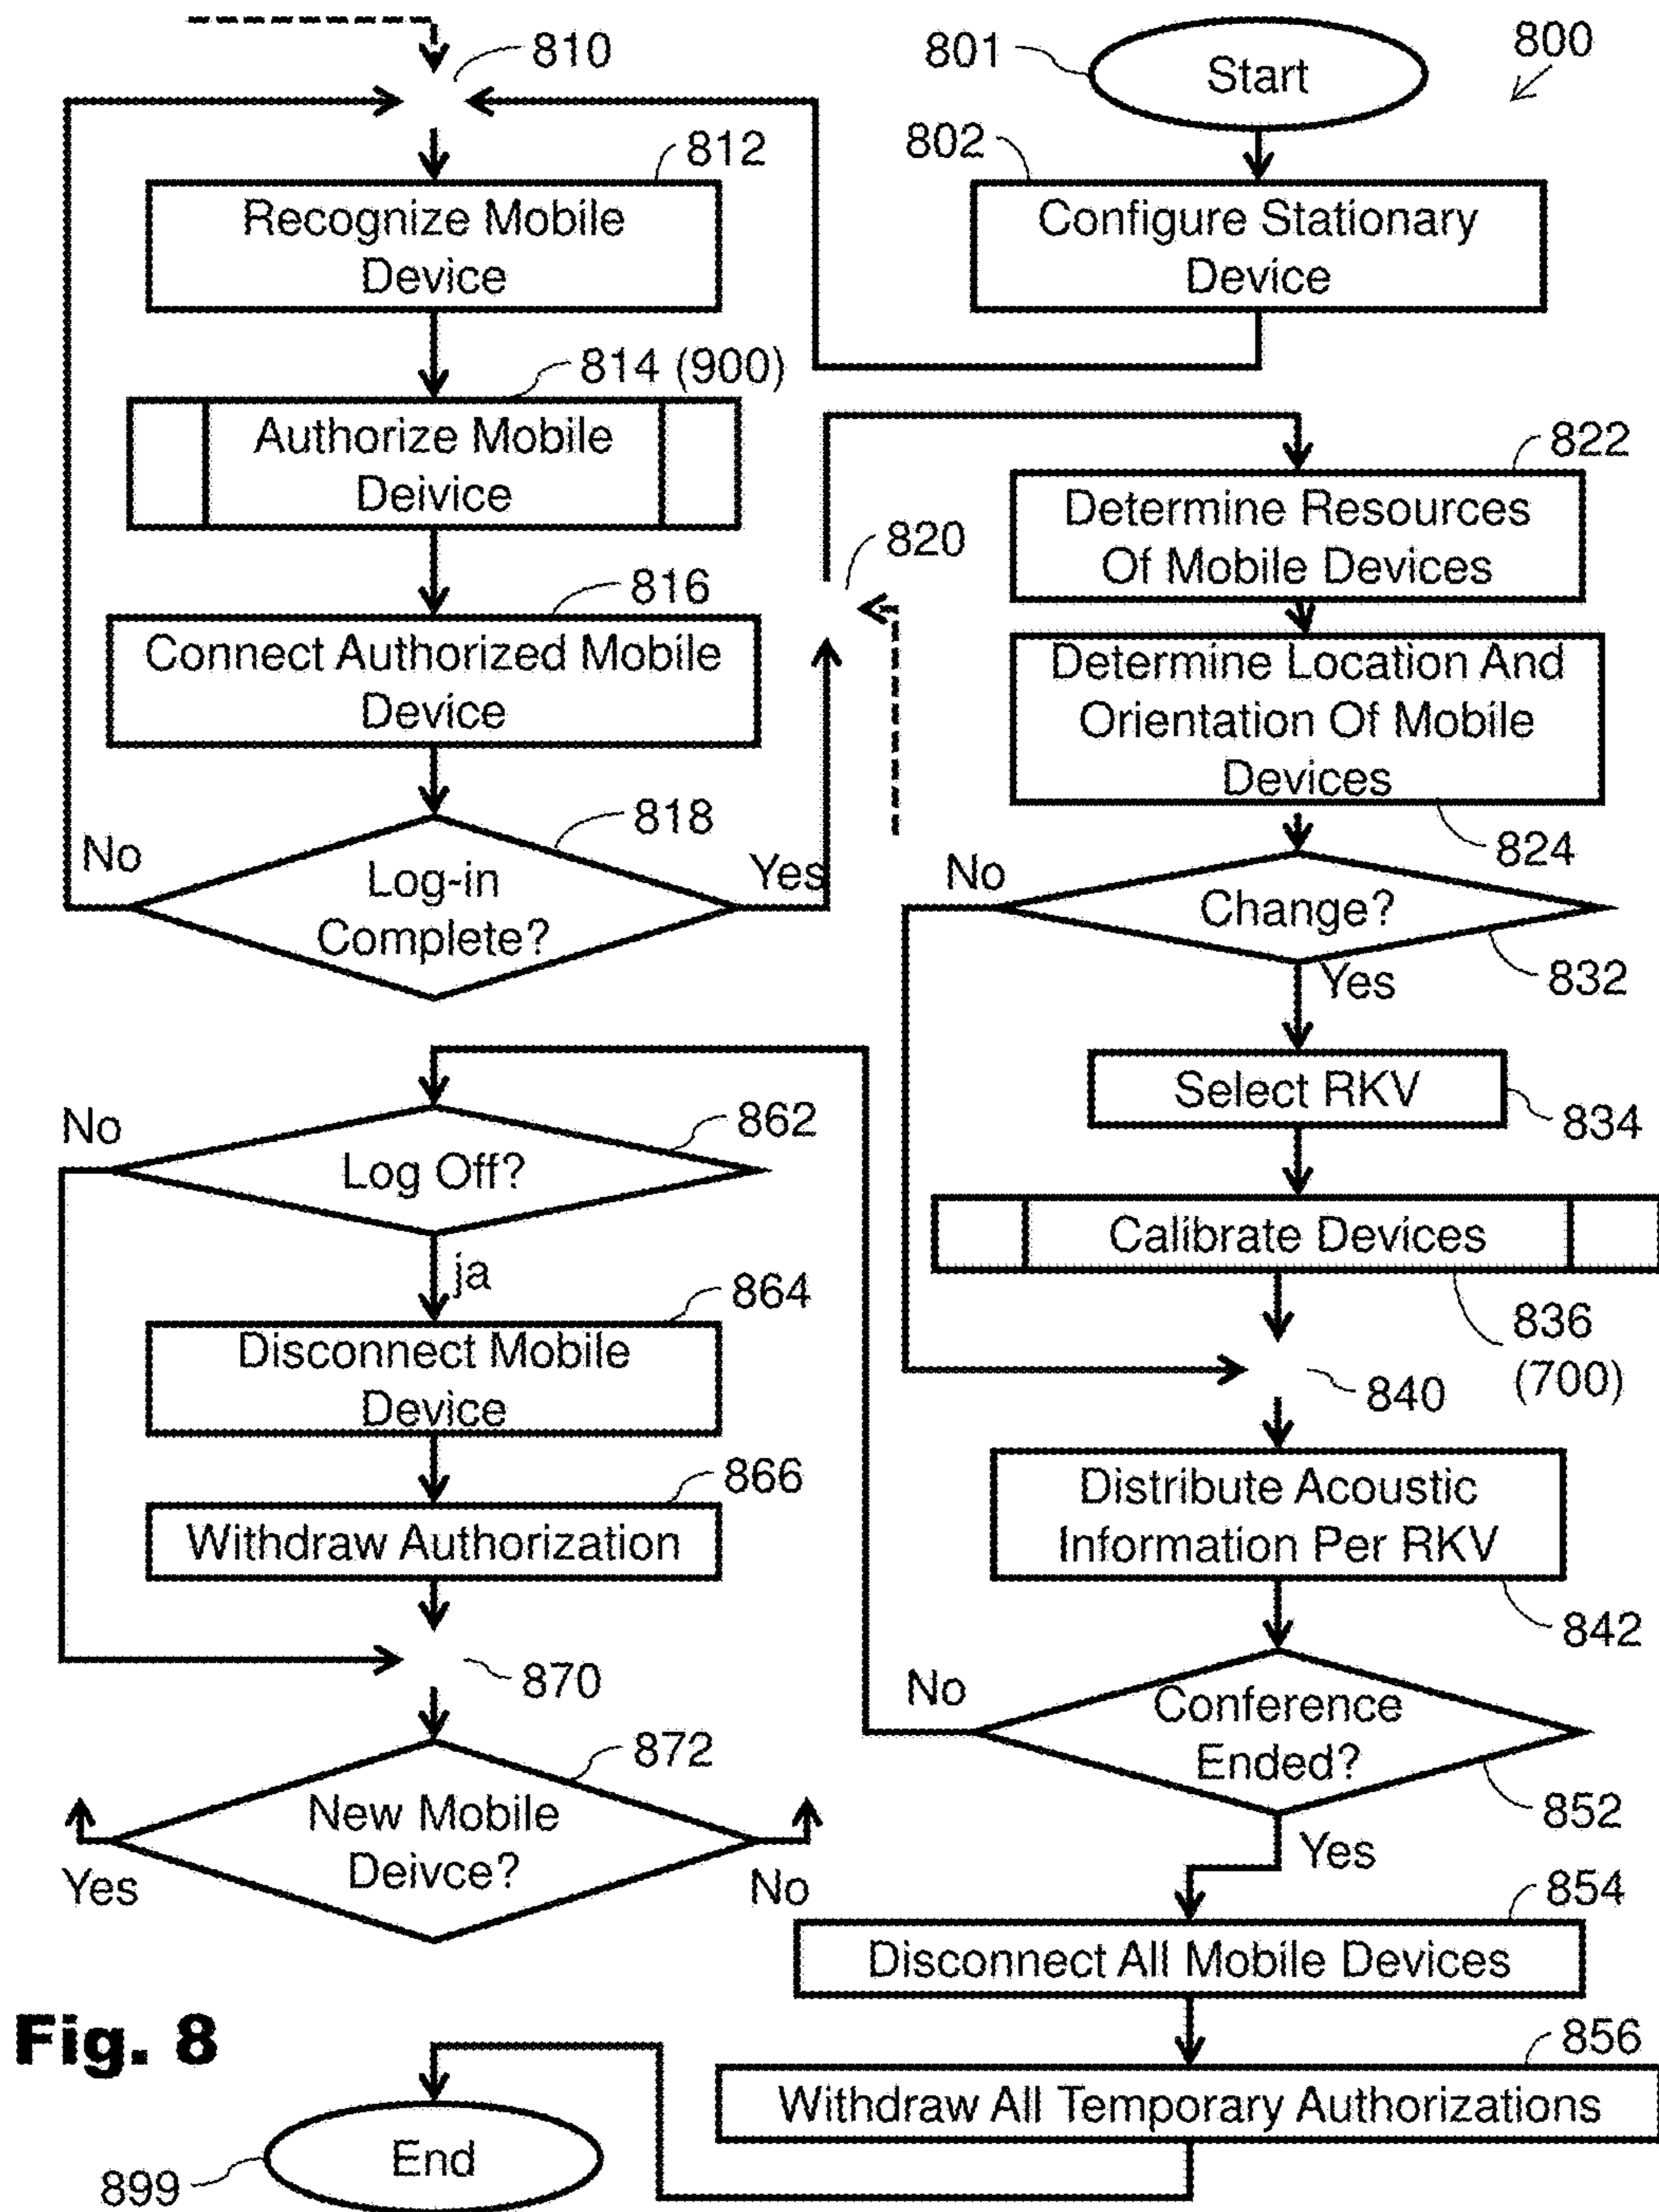 810
801
Start
800
812
802
Recognize Mobile
Device
Configure Stationary
Device
814 (900)
Authorize Mobile
Deivice
820
822
Determine Resources
Of Mobile Devices
816
Connect Authorized Mobile
Device
Determine Location And
Orientation Of Mobile
Devices
824
818
No
Log-in
Complete?
Yes
No
Change?
832
Yes
Select RKV
834
862
No
Log Off?
ja
Calibrate Devices
836
(700)
864
Disconnect Mobile
Device
840
866
Withdraw Authorization
Distribute Acoustic
Information Per RKV
842
870
No
Conference
Ended?
852
Yes
872
New Mobile
Deivce?
Yes
No
854
Disconnect All Mobile Devices
Fig. 8
856
Withdraw All Temporary Authorizations
End
899